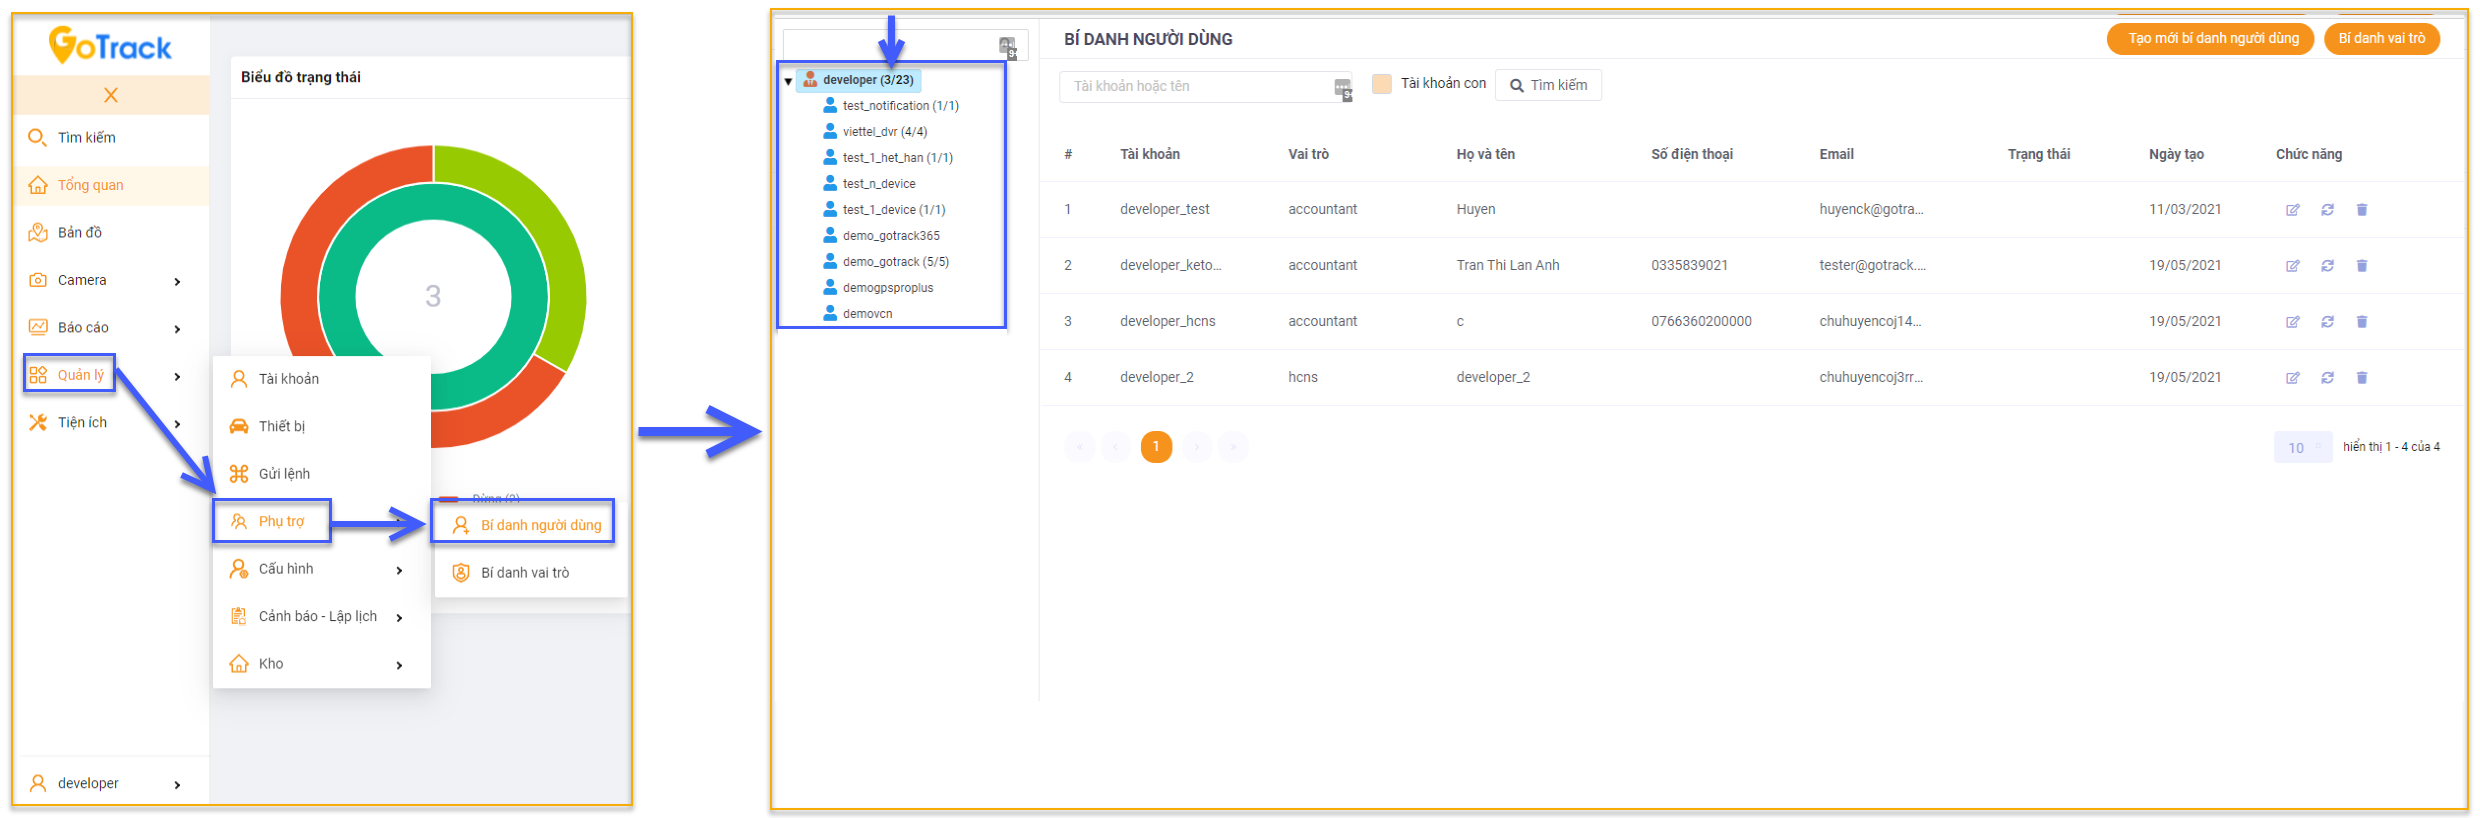 GoTrack
X
Tìm kiếm
Tổng quan
Bản đồ
Camera
Báo cáo
Quản lý
Tiện ích
developer
Biểu đồ trạng thái
3
Dừng (2)
Tài khoản
Thiết bị
Gửi lệnh
Phụ trợ
Cấu hình
Cảnh báo - Lập lịch
Kho
Bí danh người dùng
Bí danh vai trò
developer (3/23)
test_notification (1/1)
viettel_dvr (4/4)
test_1_het_han (1/1)
test_n_device
test_1_device (1/1)
demo_gotrack365
demo_gotrack (5/5)
demogpsproplus
demovcn
BÍ DANH NGƯỜI DÙNG
Tạo mới bí danh người dùng
Bí danh vai trò
Tài khoản hoặc tên
Tài khoản con
Tìm kiếm
# Tài khoản Vai trò Họ và tên Số điện thoại Email Trạng thái Ngày tạo Chức năng
1 developer_test accountant Huyen huyenck@gotra... 11/03/2021
2 developer_keto... accountant Tran Thi Lan Anh 0335839021 tester@gotrack.... 19/05/2021
3 developer_hcns accountant c 0766360200000 chuhuyencoj14... 19/05/2021
4 developer_2 hcns developer_2 chuhuyencoj3rr... 19/05/2021
« ‹ 1 › »
10 hiển thị 1 - 4 của 4